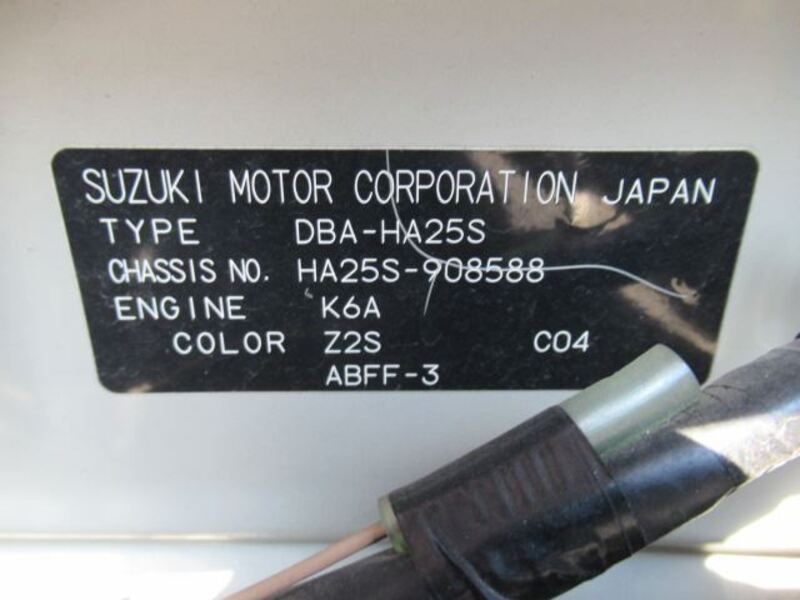 SUZUKI MOTOR CORPORATION JAPAN
TYPE DBA-HA25S
CHASSIS NO. HA25S-908588
ENGINE K6A
COLOR Z2S C04
ABFF-3